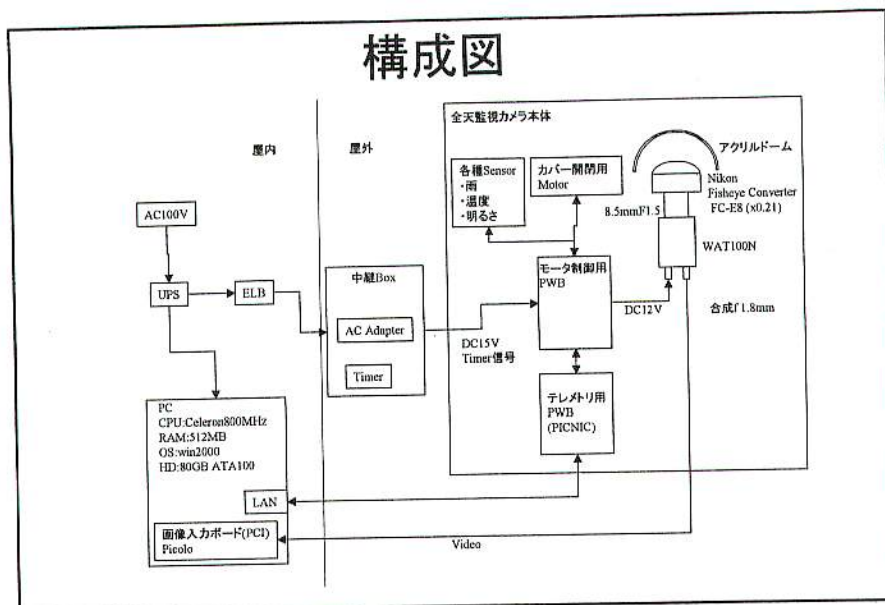 構成図
屋内
屋外
全天監視カメラ本体
アクリルドーム
各種Sensor
・雨
・温度
・明るさ
カバー開閉用
Motor
Nikon
Fisheye Converter
FC-E8 (x0.21)
8.5mmF1.5
WAT100N
AC100V
UPS
ELB
中継Box
AC Adapter
Timer
DC15V
Timer信号
モータ制御用
PWB
DC12V
合成f1.8mm
テレメトリ用
PWB
(PICNIC)
PC
CPU:Celeron800MHz
RAM:512MB
OS:win2000
HD:80GB ATA100
LAN
画像入力ボード(PCI)
Picolo
Video